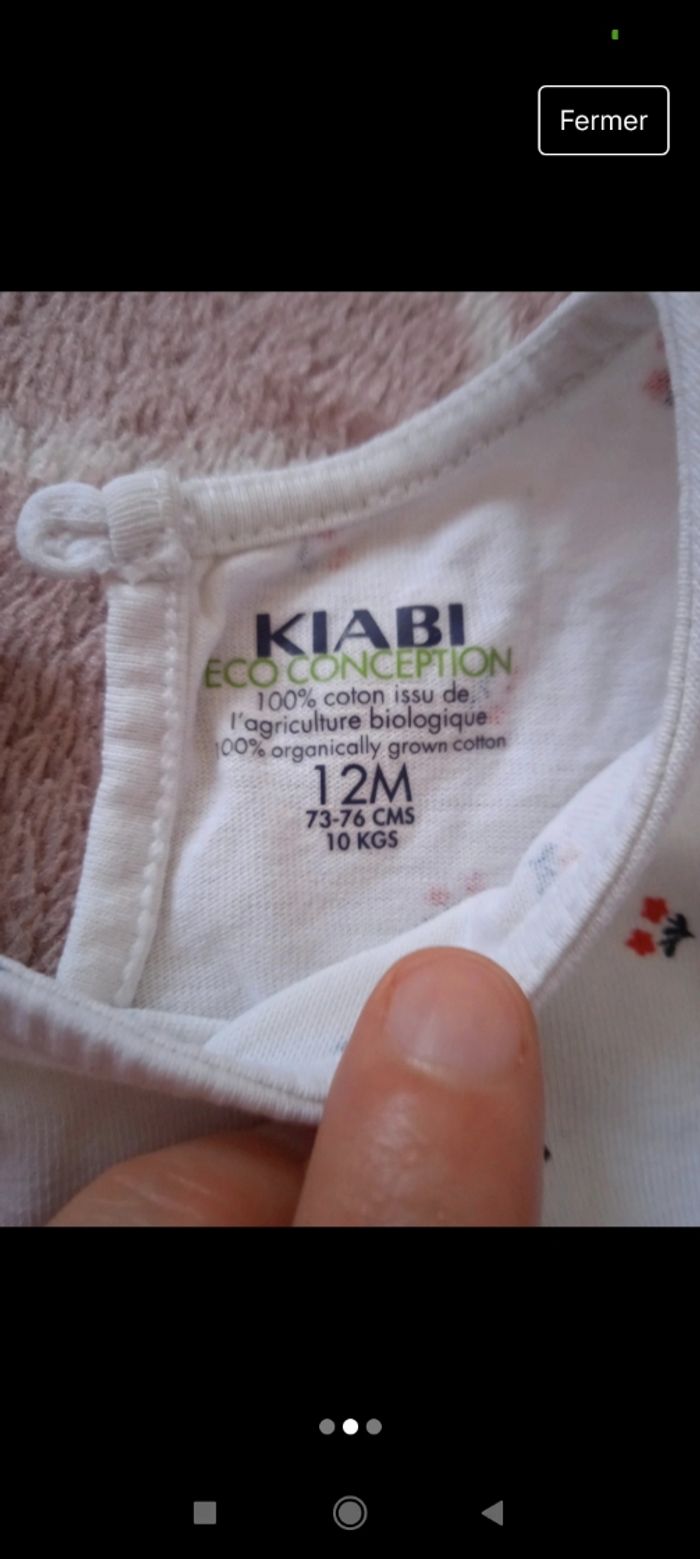 Fermer
KIABI
ECO CONCEPTION
100% coton issu de
l'agriculture biologique
100% organically grown cotton
12M
73-76 CMS
10 KGS